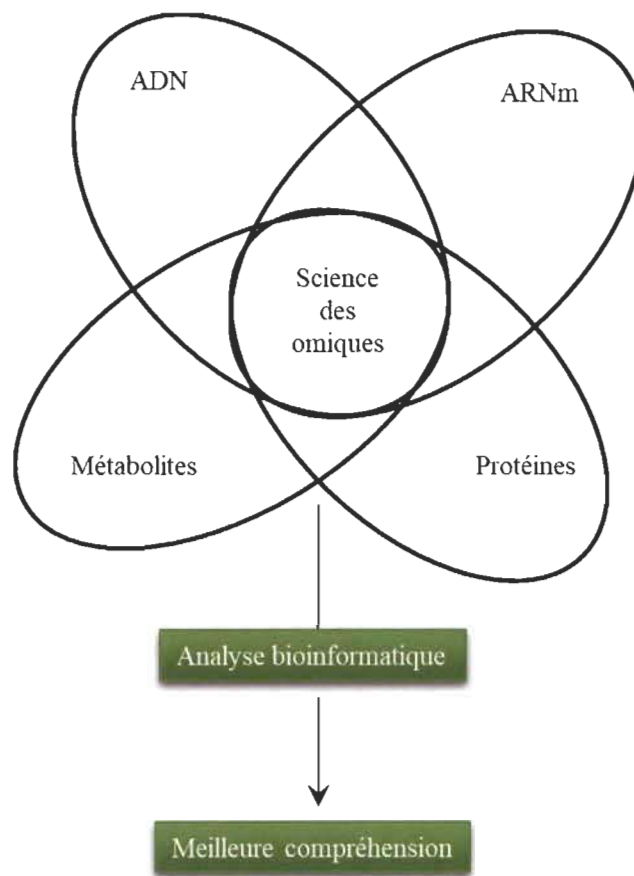 ADN
ARNm
Science
des
omiques
Métabolites
Protéines
Analyse bioinformatique
Meilleure compréhension